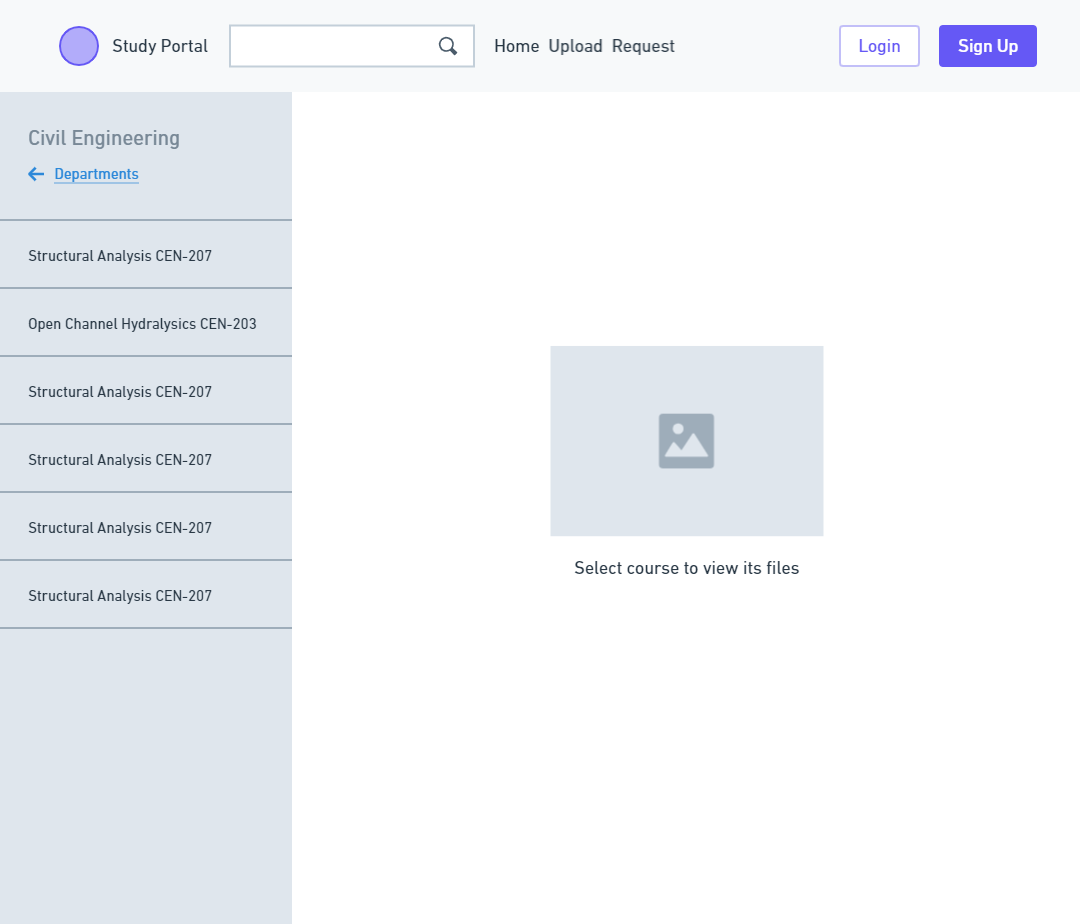 Study Portal Home Upload Request Login Sign Up
Civil Engineering
Departments
Structural Analysis CEN-207
Open Channel Hydralysics CEN-203
Structural Analysis CEN-207
Structural Analysis CEN-207
Structural Analysis CEN-207
Structural Analysis CEN-207
Select course to view its files